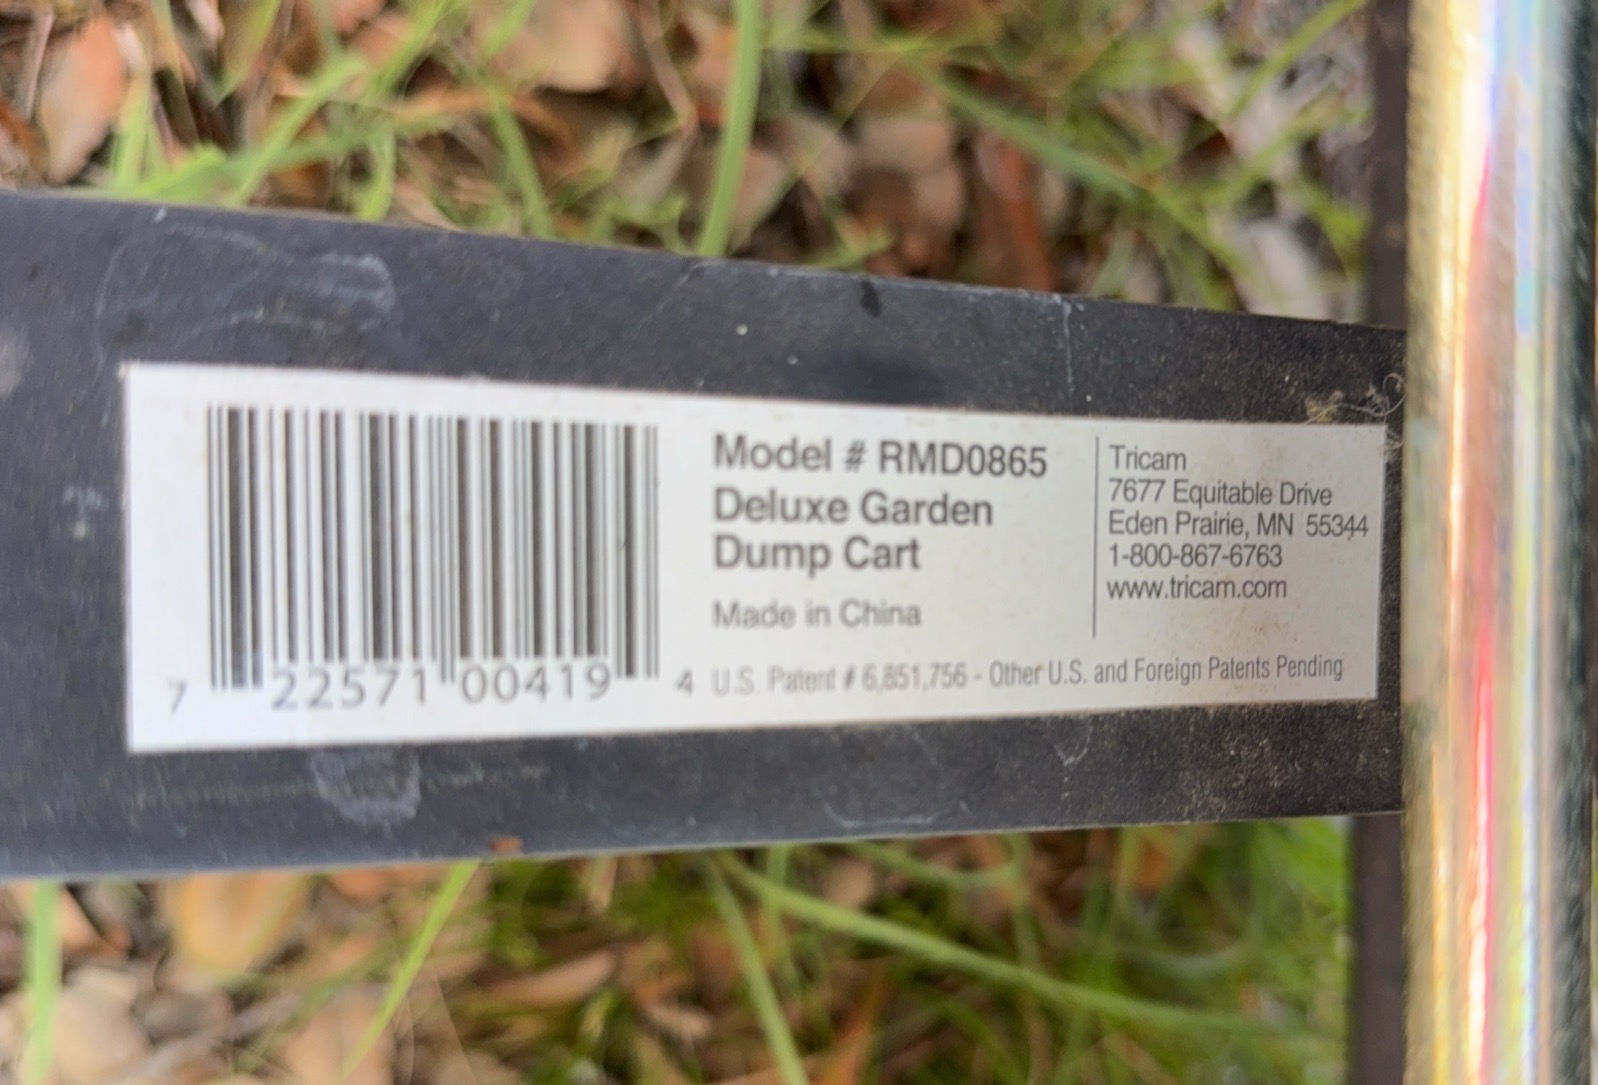 Model # RMD0865
Deluxe Garden
Dump Cart
Made in China
Tricam
7677 Equitable Drive
Eden Prairie, MN 55344
1-800-867-6763
www.tricam.com
7 22571 00419 4
U.S. Patent # 6,851,756 - Other U.S. and Foreign Patents Pending